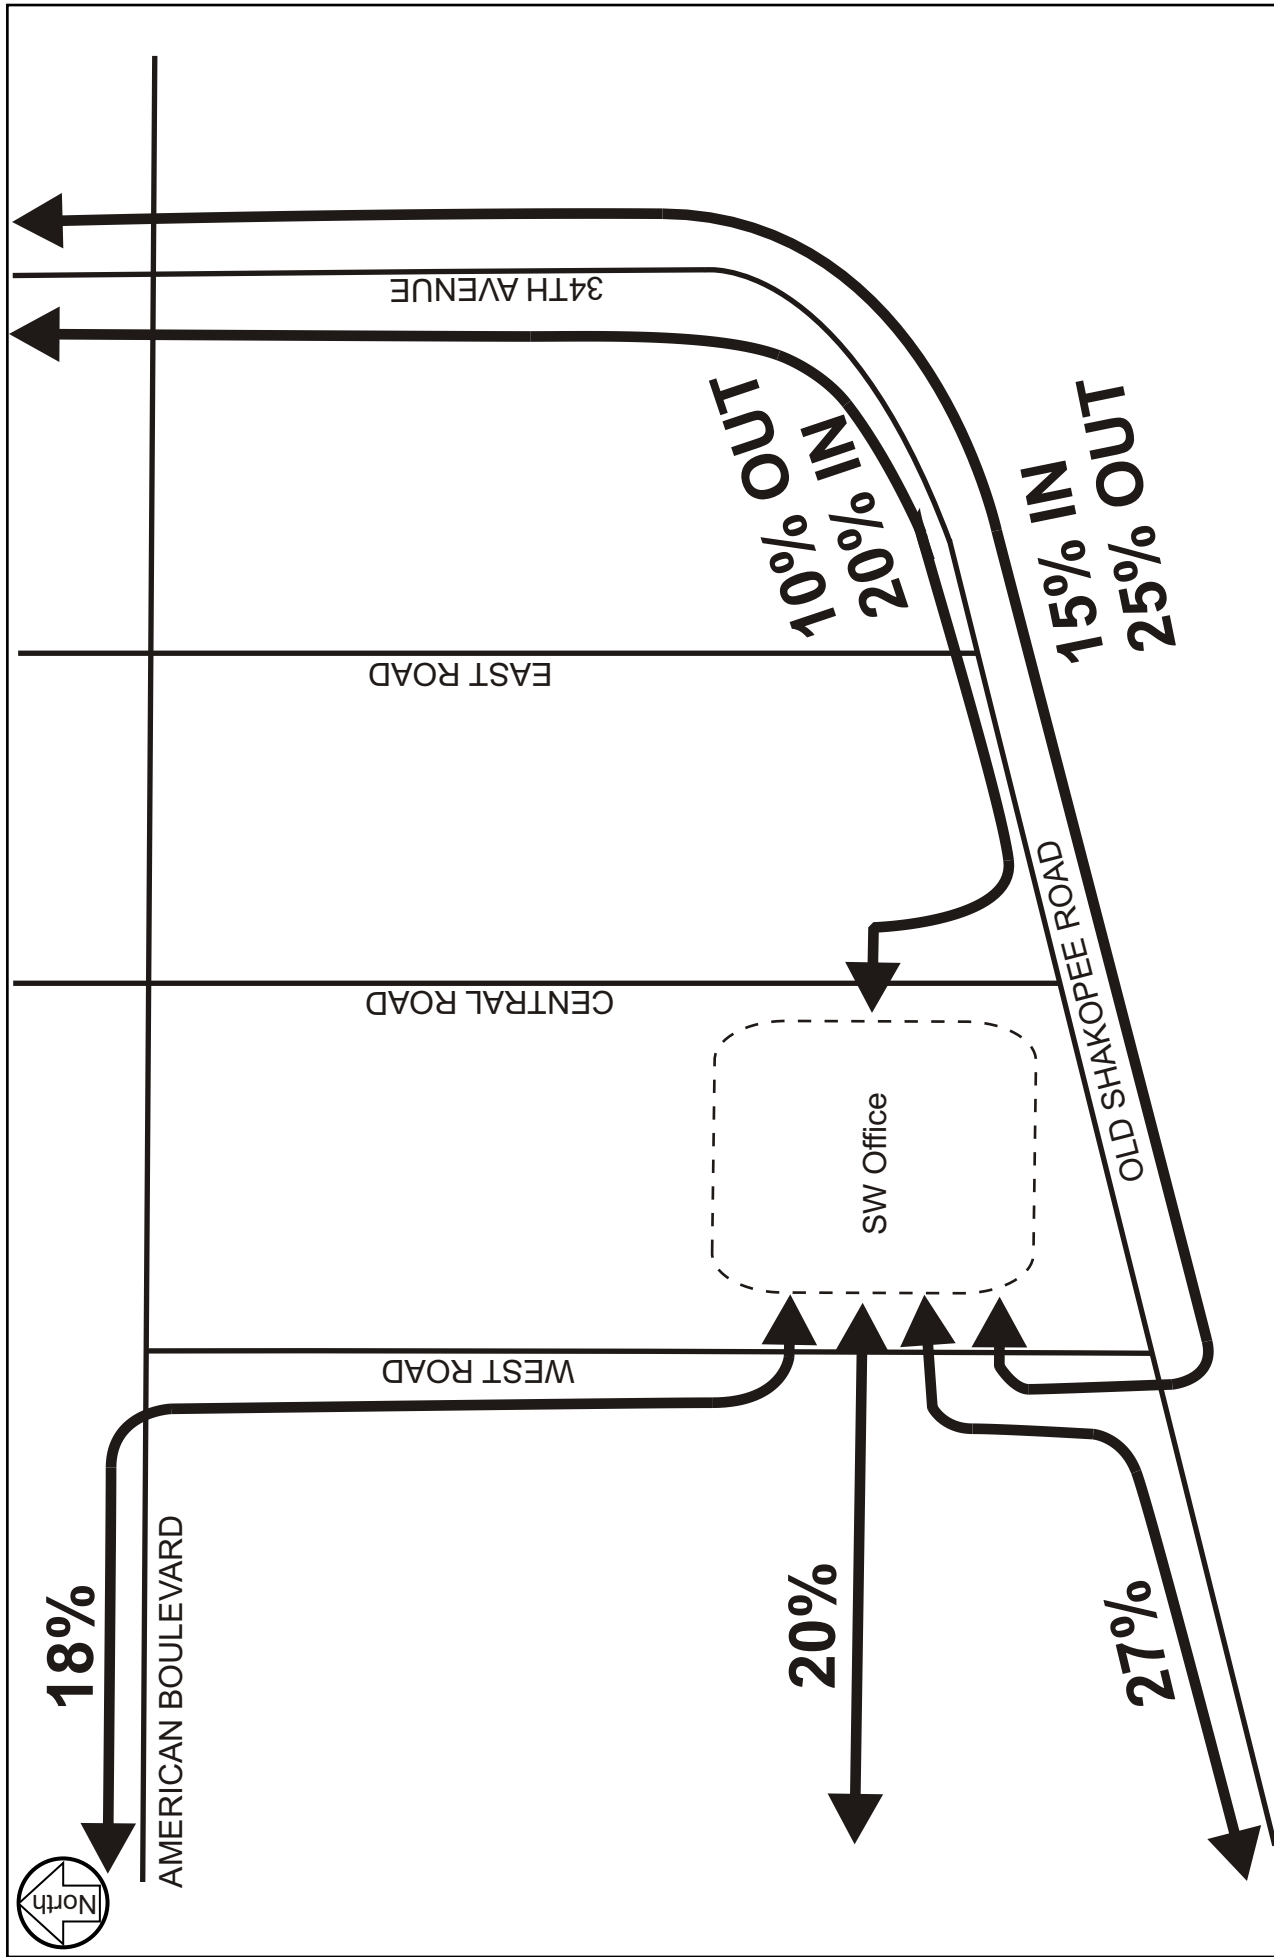 North
18%
AMERICAN BOULEVARD
WEST ROAD
CENTRAL ROAD
EAST ROAD
34TH AVENUE
20%
SW Office
10% OUT
20% IN
27%
OLD SHAKOPEE ROAD
15% IN
25% OUT